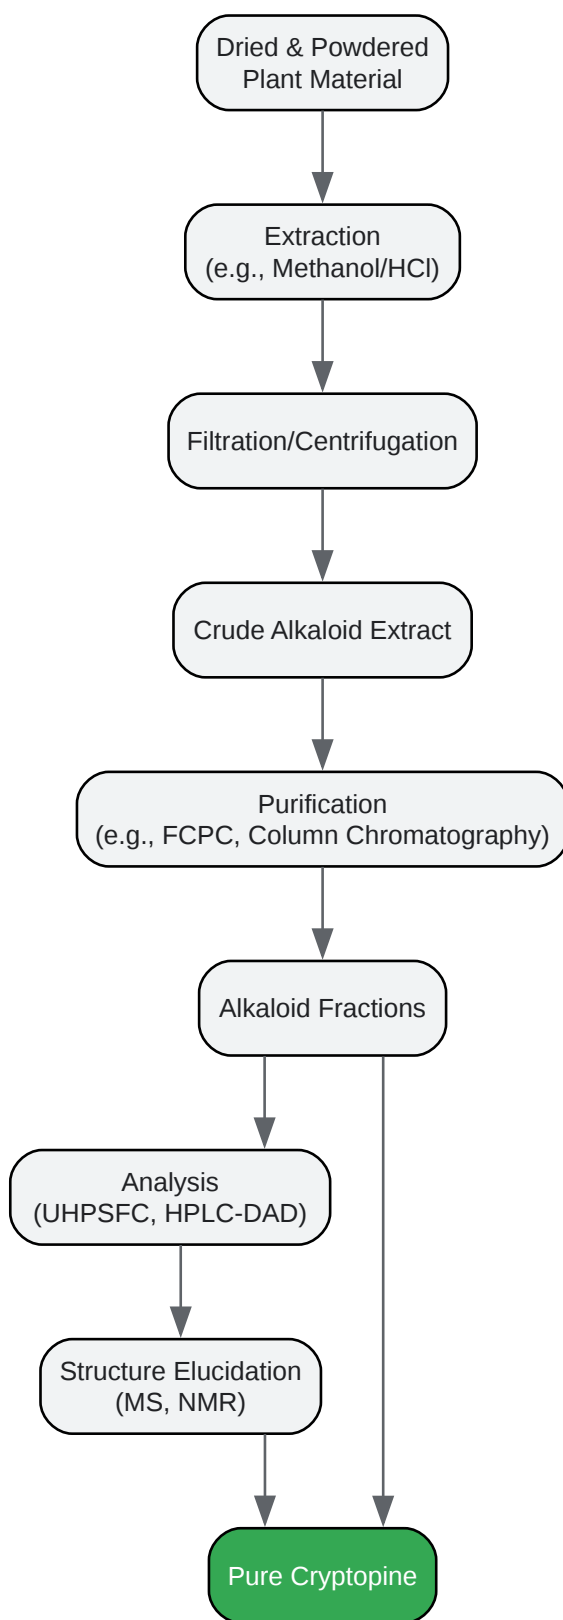 Dried & Powdered
Plant Material
Extraction
(e.g., Methanol/HCl)
Filtration/Centrifugation
Crude Alkaloid Extract
Purification
(e.g., FCPC, Column Chromatography)
Alkaloid Fractions
Analysis
(UHPSFC, HPLC-DAD)
Structure Elucidation
(MS, NMR)
Pure Cryptopine